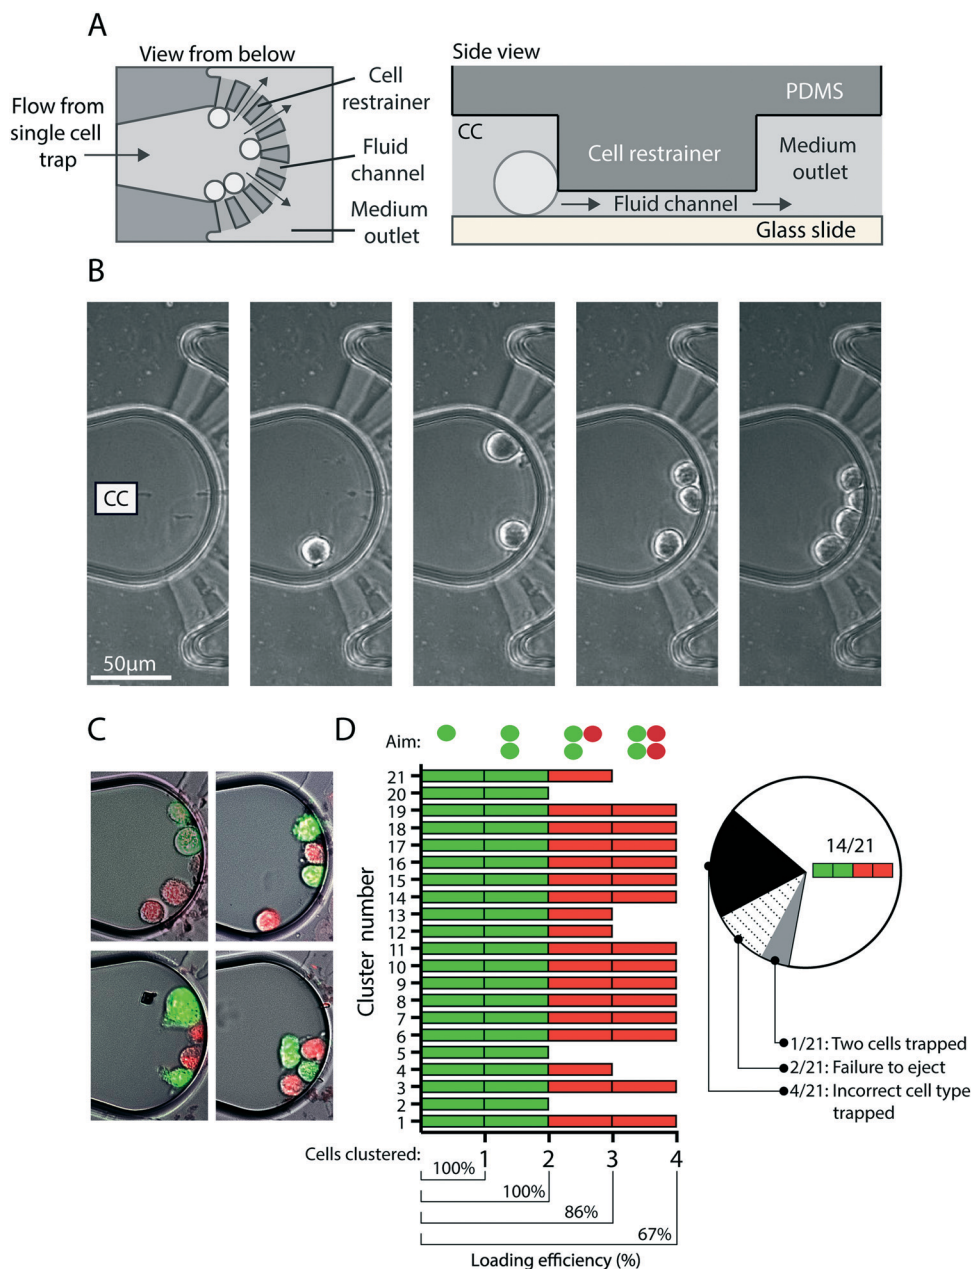 A
View from below
Flow from
single cell
trap
Cell
restrainer
Fluid
channel
Medium
outlet
Side view
PDMS
CC
Cell restrainer
Medium
outlet
Fluid channel
Glass slide
B
CC
50µm
C
D
Aim:
Cluster number
21
20
19
18
17
16
15
14
13
12
11
10
9
8
7
6
5
4
3
2
1
Cells clustered:
1
2
3
4
100%
100%
86%
67%
Loading efficiency (%)
14/21
1/21: Two cells trapped
2/21: Failure to eject
4/21: Incorrect cell type
trapped